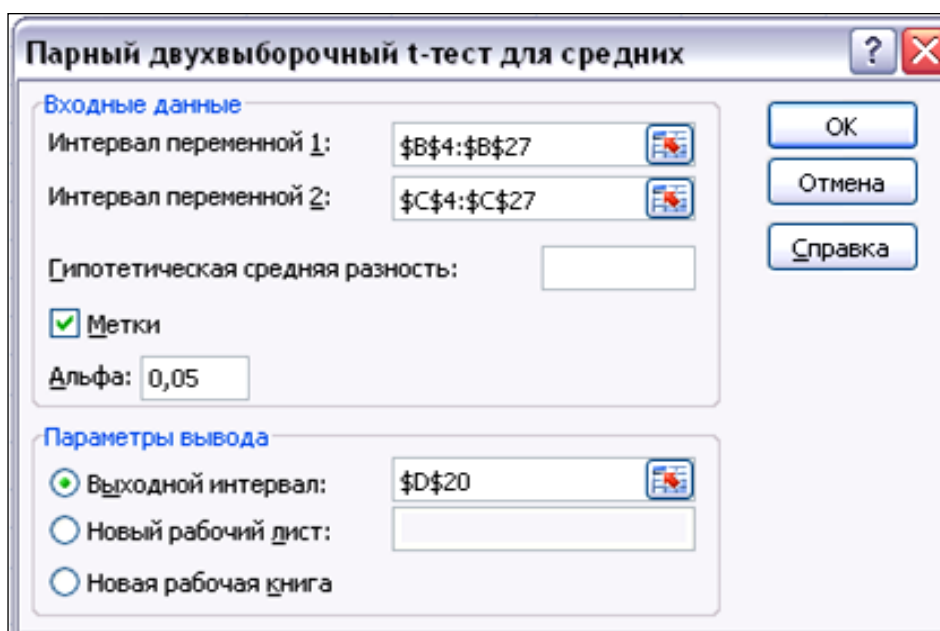 Парный двухвыборочный t-тест для средних
?
Входные данные
Интервал переменной 1: $B$4:$B$27
Интервал переменной 2: $C$4:$C$27
Гипотетическая средняя разность:
Метки
Альфа: 0,05
OK
Отмена
Справка
Параметры вывода
Выходной интервал: $D$20
Новый рабочий лист:
Новая рабочая книга